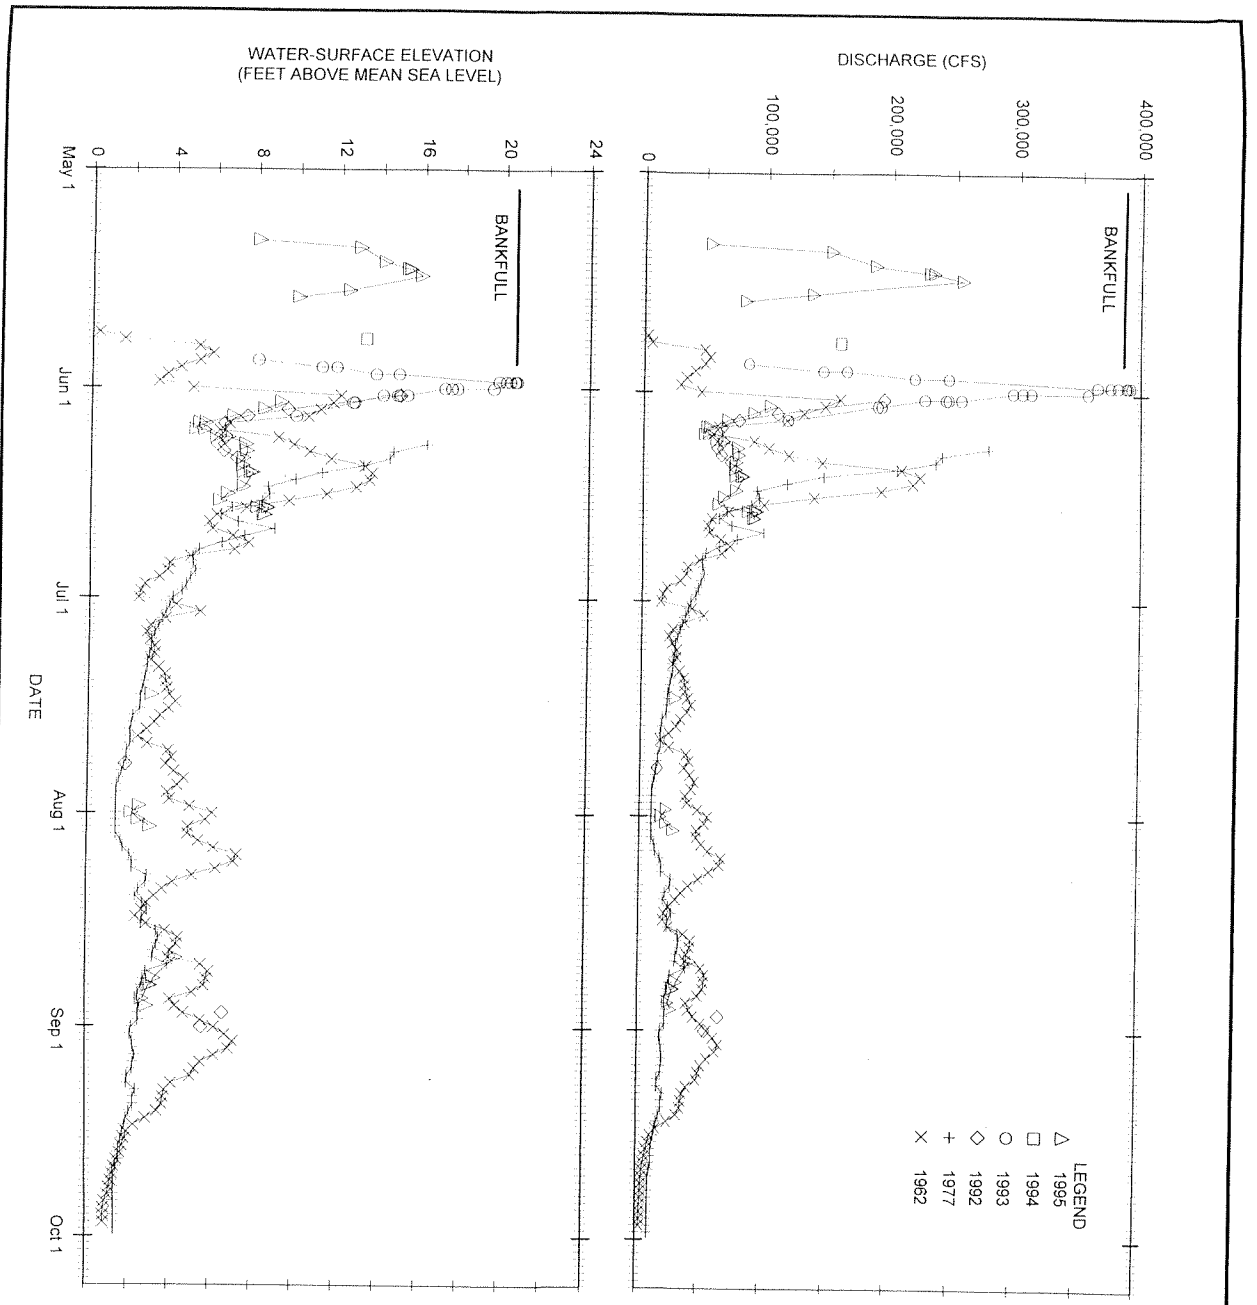 DISCHARGE (CFS)
400,000
300,000
200,000
100,000
0
BANKFULL
LEGEND
1995
1994
1993
1992
1977
1962
WATER-SURFACE ELEVATION
(FEET ABOVE MEAN SEA LEVEL)
24
20
16
12
8
4
0
BANKFULL
May 1
Jun 1
Jul 1
Aug 1
Sep 1
Oct 1
DATE